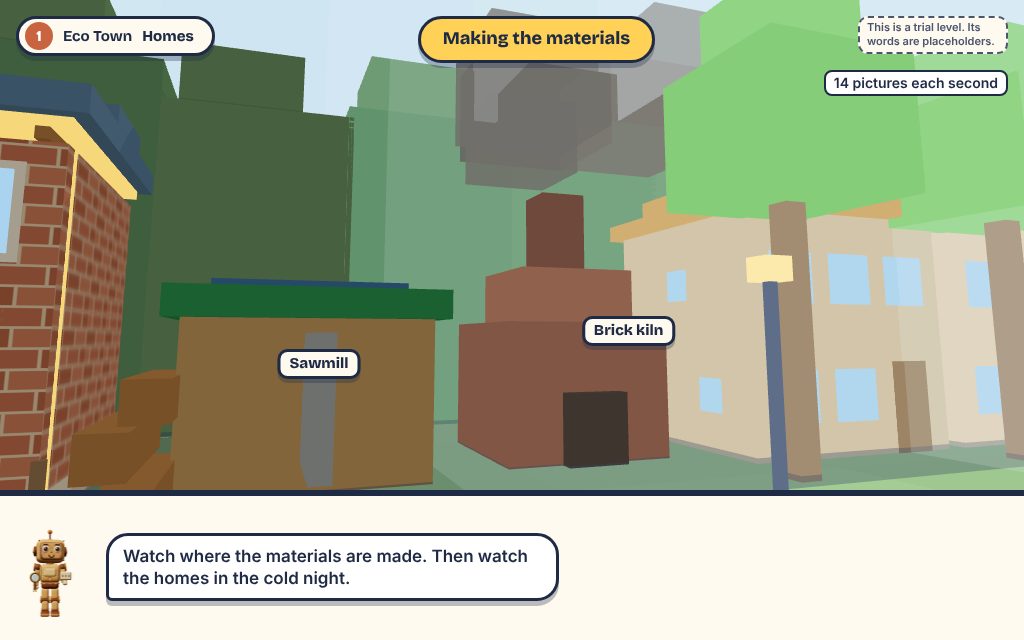 1 Eco Town Homes
Making the materials
This is a trial level. Its
words are placeholders.
14 pictures each second
Brick kiln
Sawmill
Watch where the materials are made. Then watch
the homes in the cold night.